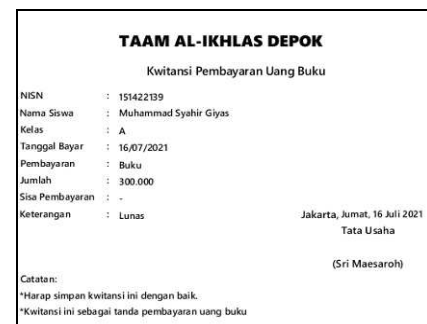 TAAM AL-IKHLAS DEPOK
Kwitansi Pembayaran Uang Buku
NISN : 151422139
Nama Siswa : Muhammad Syahir Giyas
Kelas : A
Tanggal Bayar : 16/07/2021
Pembayaran : Buku
Jumlah : 300.000
Sisa Pembayaran : -
Keterangan : Lunas
Jakarta, Jumat, 16 Juli 2021
Tata Usaha
(Sri Maesaroh)
Catatan:
*Harap simpan kwitansi ini dengan baik.
*Kwitansi ini sebagai tanda pembayaran uang buku